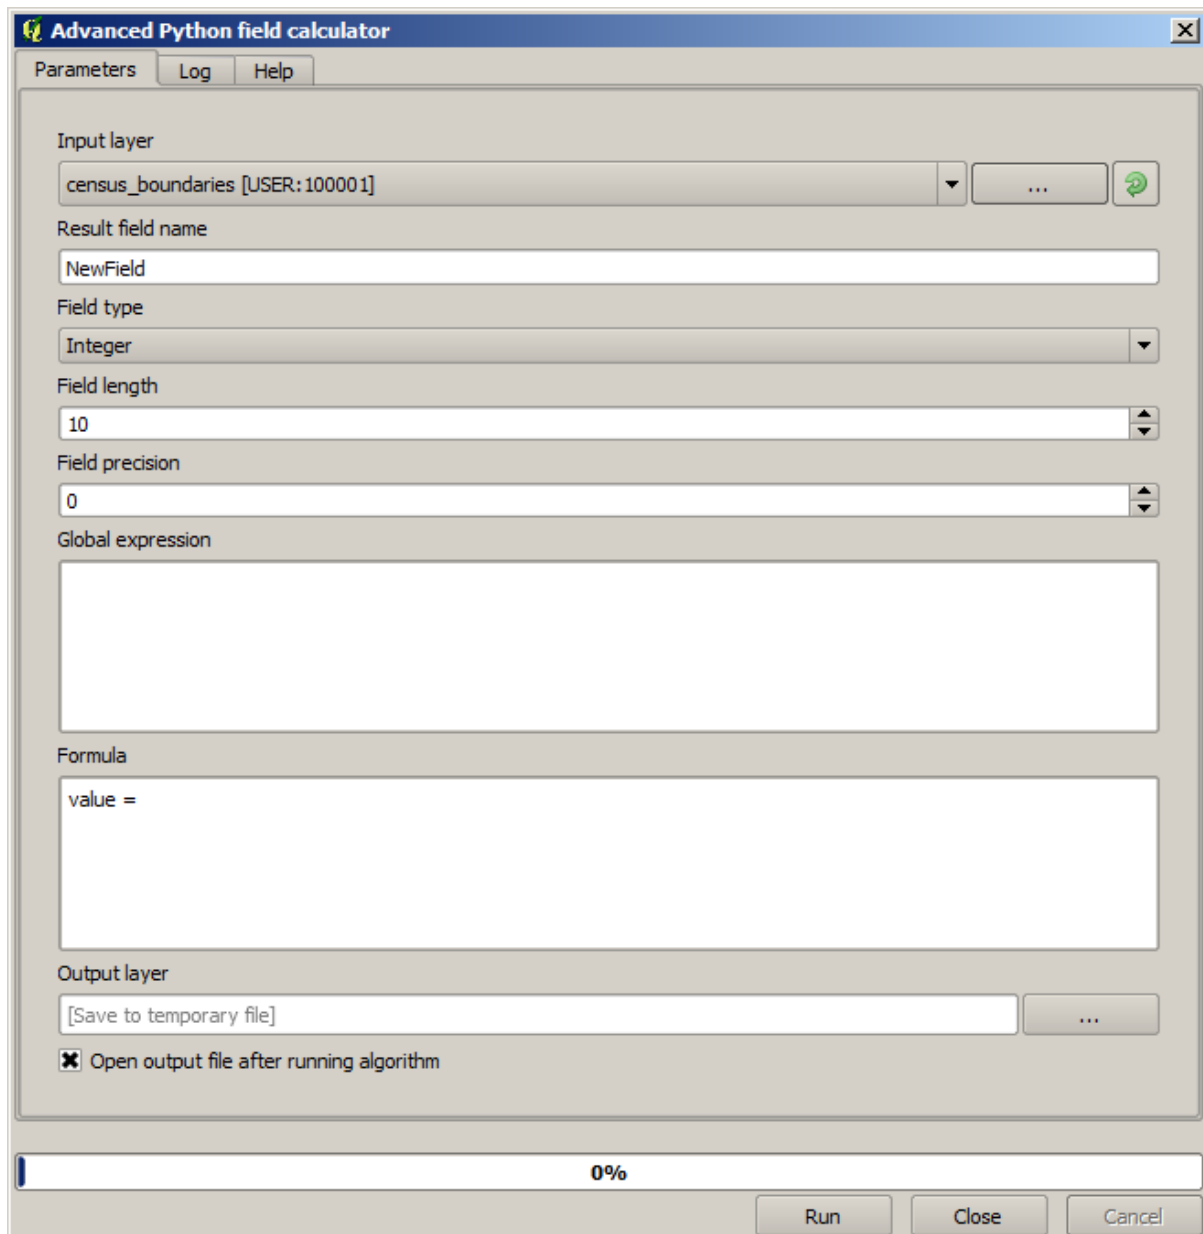 Advanced Python field calculator
Parameters Log Help
Input layer
census_boundaries [USER:100001]
...
Result field name
NewField
Field type
Integer
Field length
10
Field precision
0
Global expression
Formula
value =
Output layer
[Save to temporary file]
...
Open output file after running algorithm
0%
Run Close Cancel